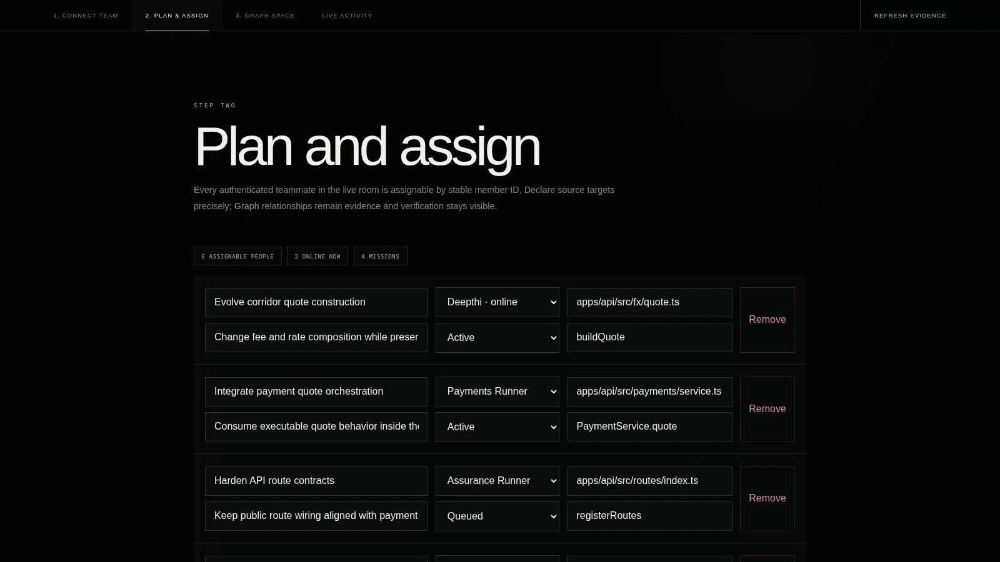 1. CONNECT TEAM
2. PLAN & ASSIGN
3. GRAPH SPACE
LIVE ACTIVITY
REFRESH EVIDENCE
STEP TWO
Plan and assign
Every authenticated teammate in the live room is assignable by stable member ID. Declare source targets
precisely; Graph relationships remain evidence and verification stays visible.
6 ASSIGNABLE PEOPLE
2 ONLINE NOW
4 MISSIONS
Evolve corridor quote construction
Deepthi · online
apps/api/src/fx/quote.ts
Remove
Change fee and rate composition while preser
Active
buildQuote
Integrate payment quote orchestration
Payments Runner
apps/api/src/payments/service.ts
Remove
Consume executable quote behavior inside the
Active
PaymentService.quote
Harden API route contracts
Assurance Runner
apps/api/src/routes/index.ts
Remove
Keep public route wiring aligned with payment
Queued
registerRoutes